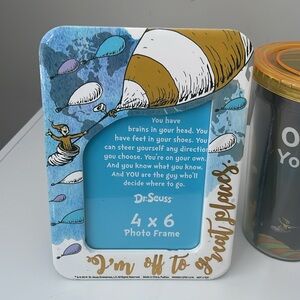 You have
brains in your head. You
have feet in your shoes. You
can steer yourself any direction
you choose. You're on your own.
And you know what you know.
And YOU are the guy who'll
decide where to go.
Dr. Seuss
4 x 6
Photo Frame
I'm off to great places.
O
Yo